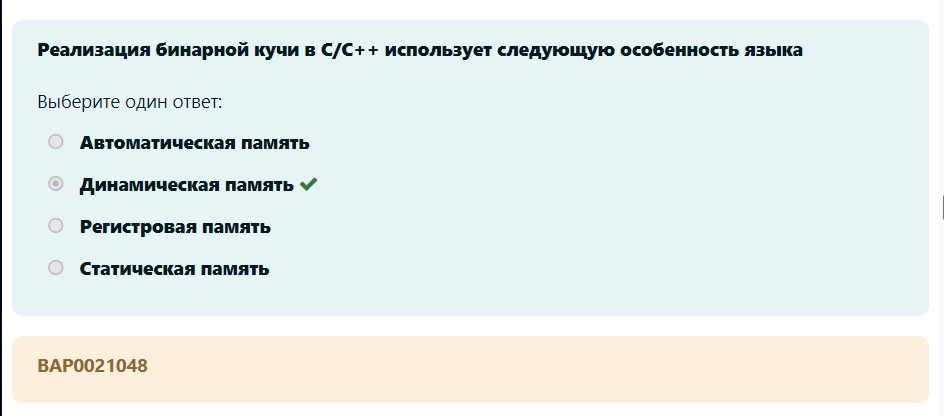 Реализация бинарной кучи в C/C++ использует следующую особенность языка
Выберите один ответ:
Автоматическая память
Динамическая память
Регистровая память
Статическая память
BAP0021048